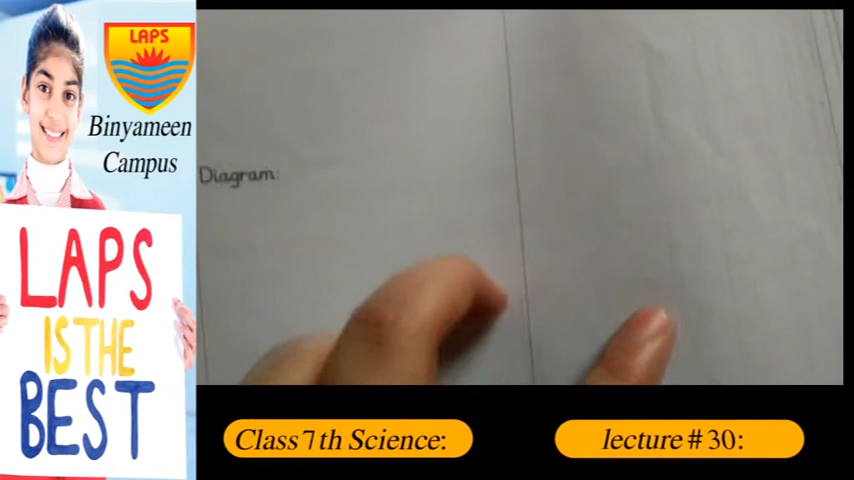 LAPS
Binyameen
Campus
Diagram:
LAPS
IS THE
BEST
Class 7th Science:
lecture # 30: